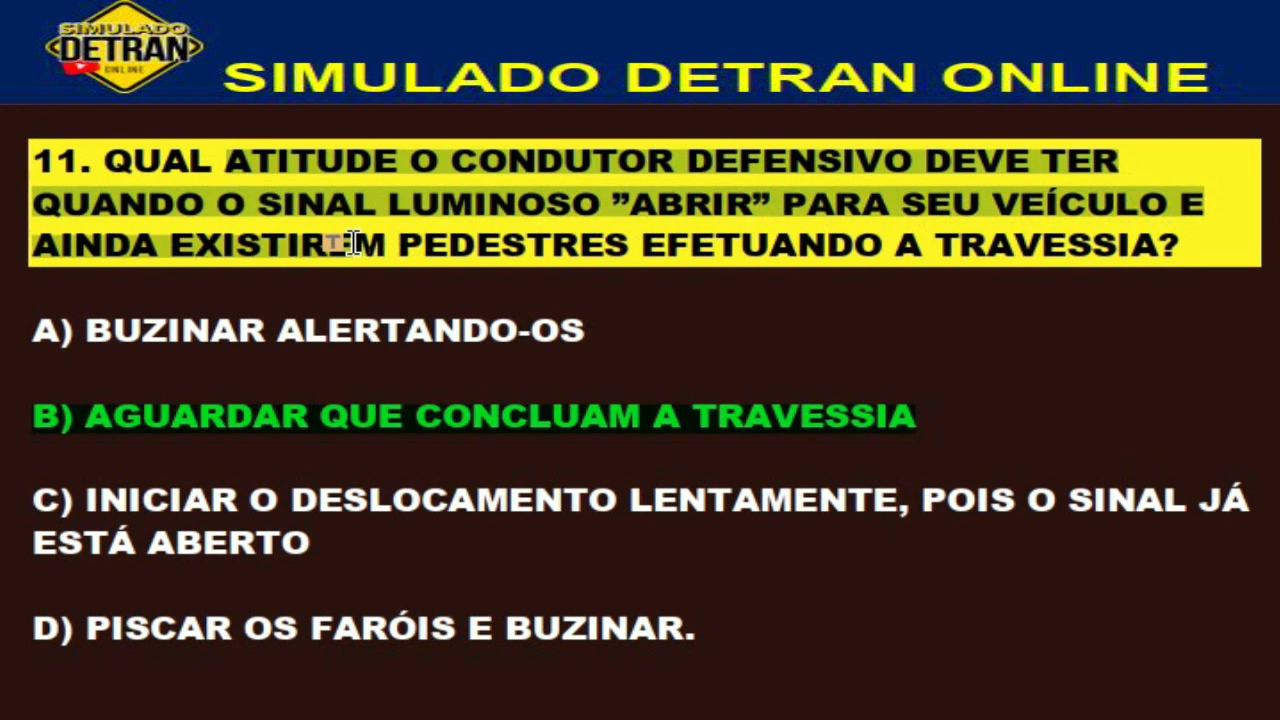 SIMULADO
DETRAN
ONLINE
SIMULADO DETRAN ONLINE
11. QUAL ATITUDE O CONDUTOR DEFENSIVO DEVE TER
QUANDO O SINAL LUMINOSO ”ABRIR” PARA SEU VEÍCULO E
AINDA EXISTIREM PEDESTRES EFETUANDO A TRAVESSIA?
A) BUZINAR ALERTANDO-OS
B) AGUARDAR QUE CONCLUAM A TRAVESSIA
C) INICIAR O DESLOCAMENTO LENTAMENTE, POIS O SINAL JÁ
ESTÁ ABERTO
D) PISCAR OS FARÓIS E BUZINAR.